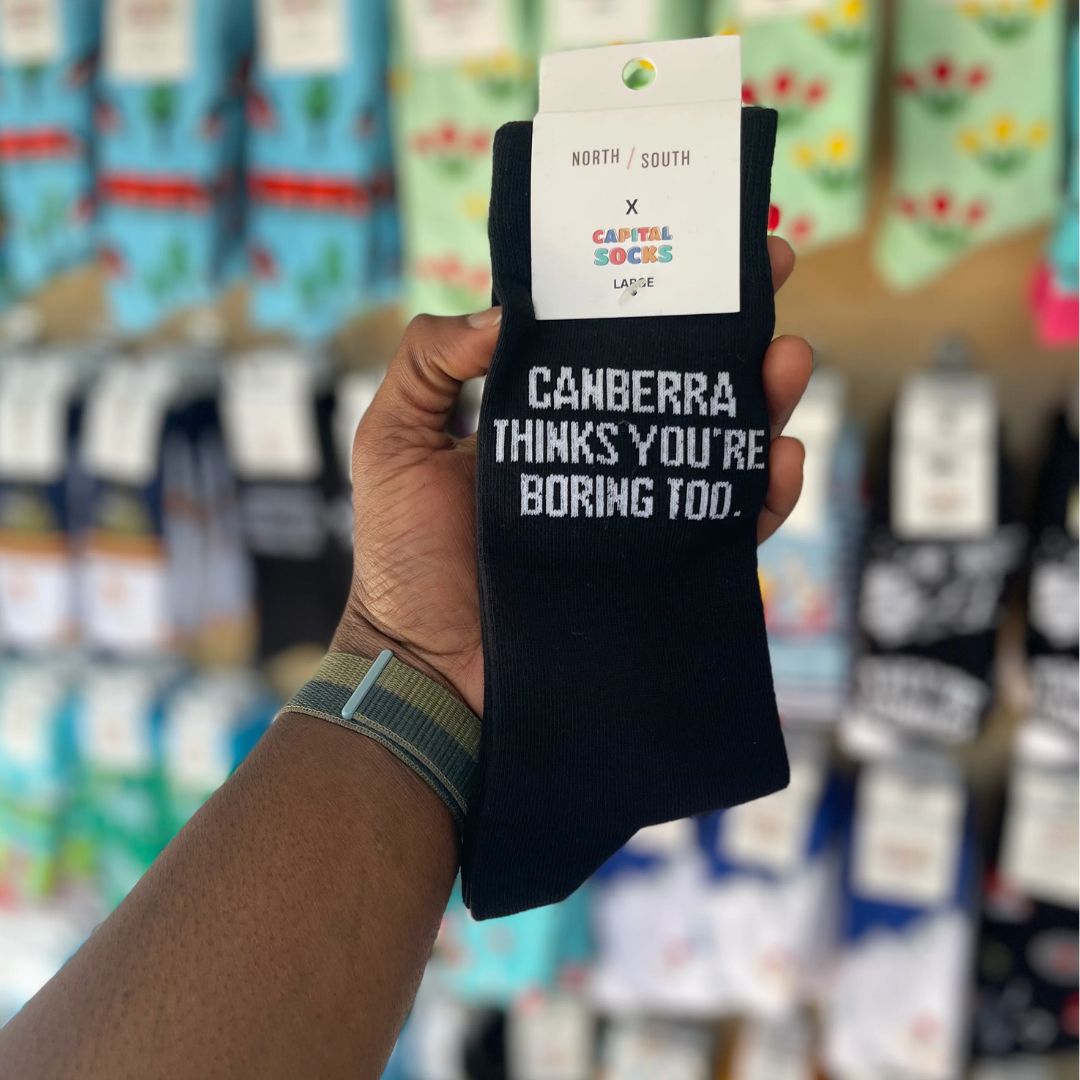 NORTH / SOUTH
X
CAPITAL
SOCKS
LARGE
CANBERRA
THINKS YOU'RE
BORING TOO.